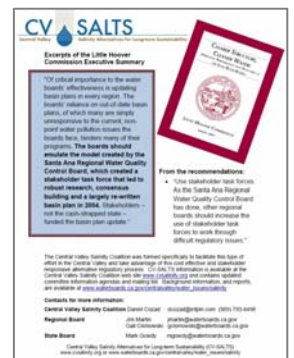 CV SALTS
Central Valley Salinity Alternatives for Long-term Sustainability
Excerpts of the Little Hoover
Commission Executive Summary
"Of critical importance to the water
boards' effectiveness is updating
basin plans in every region. The
boards' reliance on out-of-date basin
plans, of which many are simply
unresponsive to the current, non-
point water pollution issues the
boards face, hinders many of their
programs. The boards should
emulate the model created by the
Santa Ana Regional Water Quality
Control Board, which created a
stakeholder task force that led to
robust research, consensus
building and a largely re-written
basin plan in 2004. Stakeholders –
not the cash-strapped state –
funded the basin plan update."
CLEARER STRUCTURE,
CLEANER WATER
LITTLE HOOVER COMMISSION
From the recommendations:
• "Use stakeholder task forces.
As the Santa Ana Regional
Water Quality Control Board
has done, other regional
boards should increase the
use of stakeholder task
forces to work through
difficult regulatory issues."
The Central Valley Salinity Coalition was formed specifically to facilitate this type of
effort in the Central Valley and take advantage of this cost effective and stakeholder
responsive alternative regulatory process. CV-SALTS information is available at the
Central Valley Salinity Coalition web site www.cvsalinity.org and contains updated
committee information agendas and mailing list. Background information, and reports,
are available at
Contacts for more information:
Central Valley Salinity Coalition Daniel Cozad
Regional Board Jim Martin
Gail Cismowski
State Board Mark Gowdy
Central Valley Salinity Alternatives for Long-Term Sustainability (CV-SALTS)